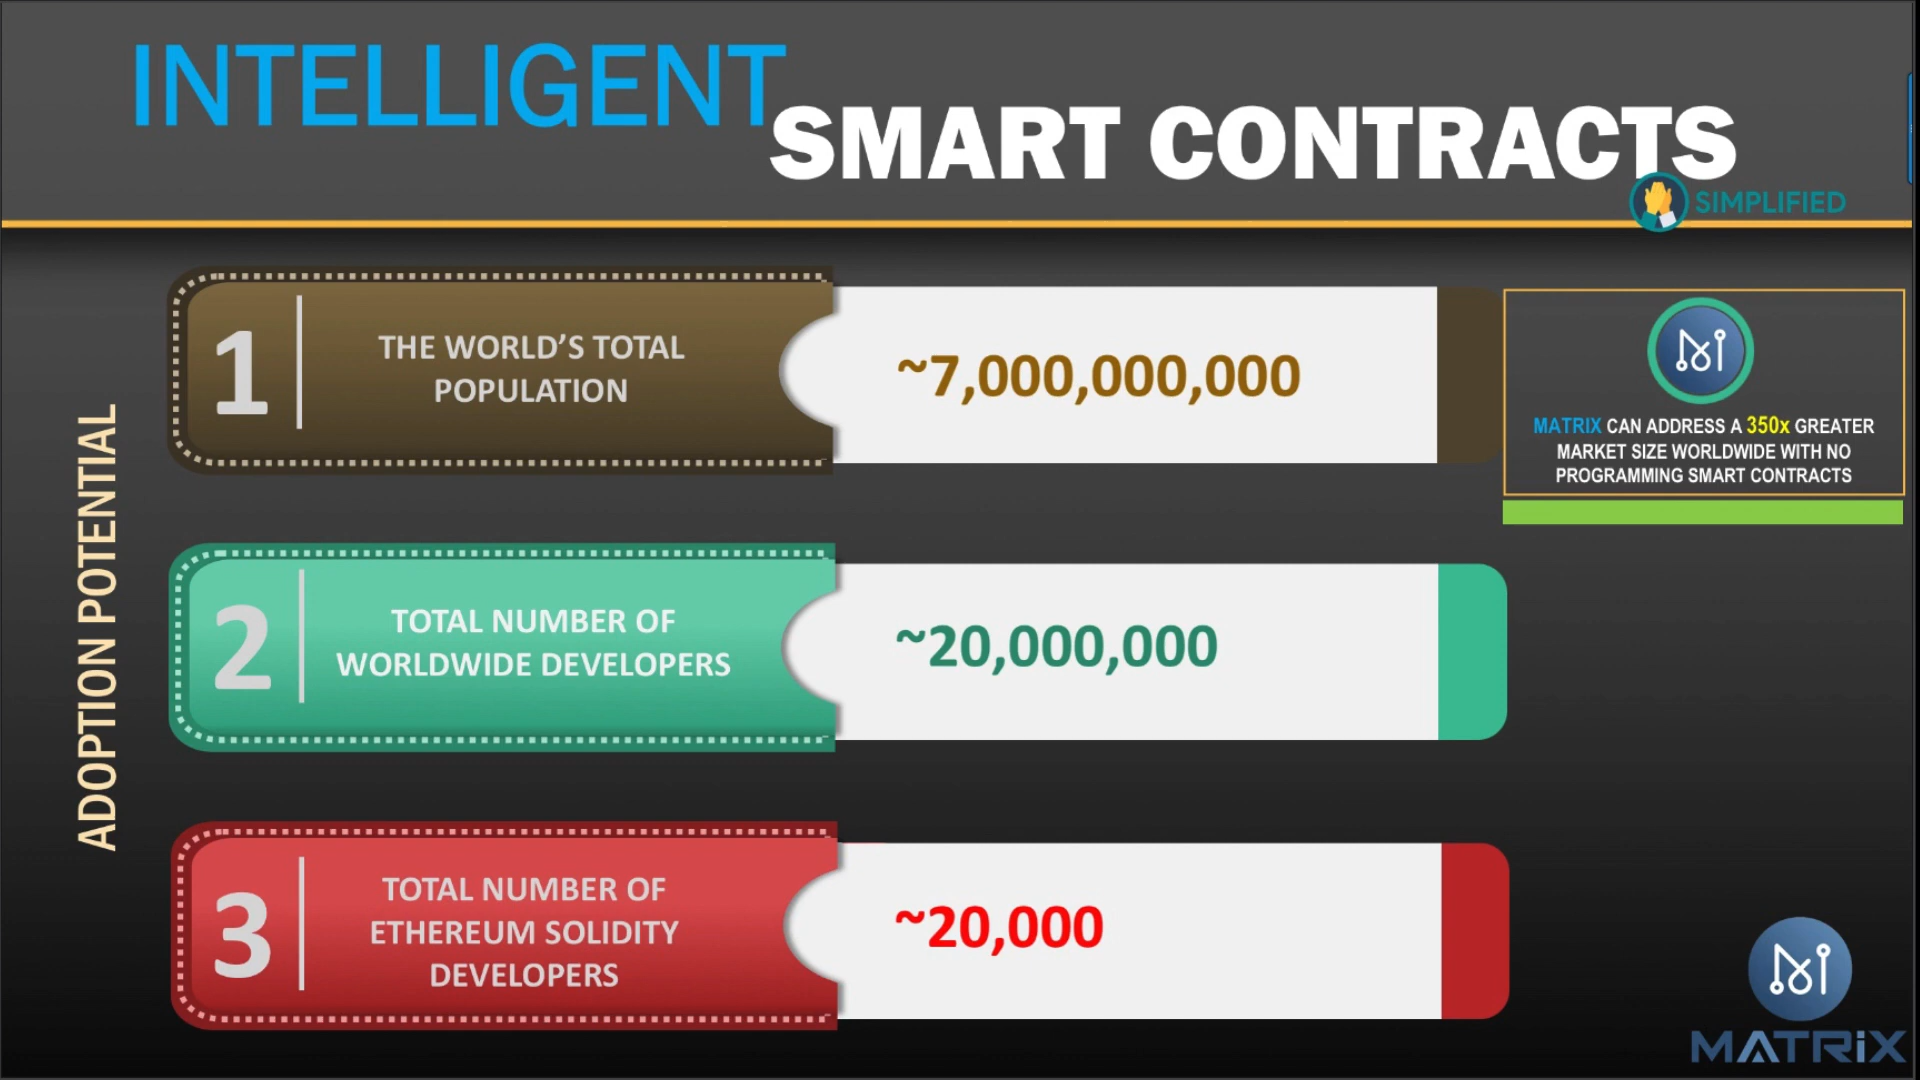 INTELLIGENT
SMART CONTRACTS
SIMPLIFIED
ADOPTION POTENTIAL
1
THE WORLD’S TOTAL
POPULATION
~7,000,000,000
MATRIX CAN ADDRESS A 350x GREATER
MARKET SIZE WORLDWIDE WITH NO
PROGRAMMING SMART CONTRACTS
2
TOTAL NUMBER OF
WORLDWIDE DEVELOPERS
~20,000,000
3
TOTAL NUMBER OF
ETHEREUM SOLIDITY
DEVELOPERS
~20,000
MATRiX